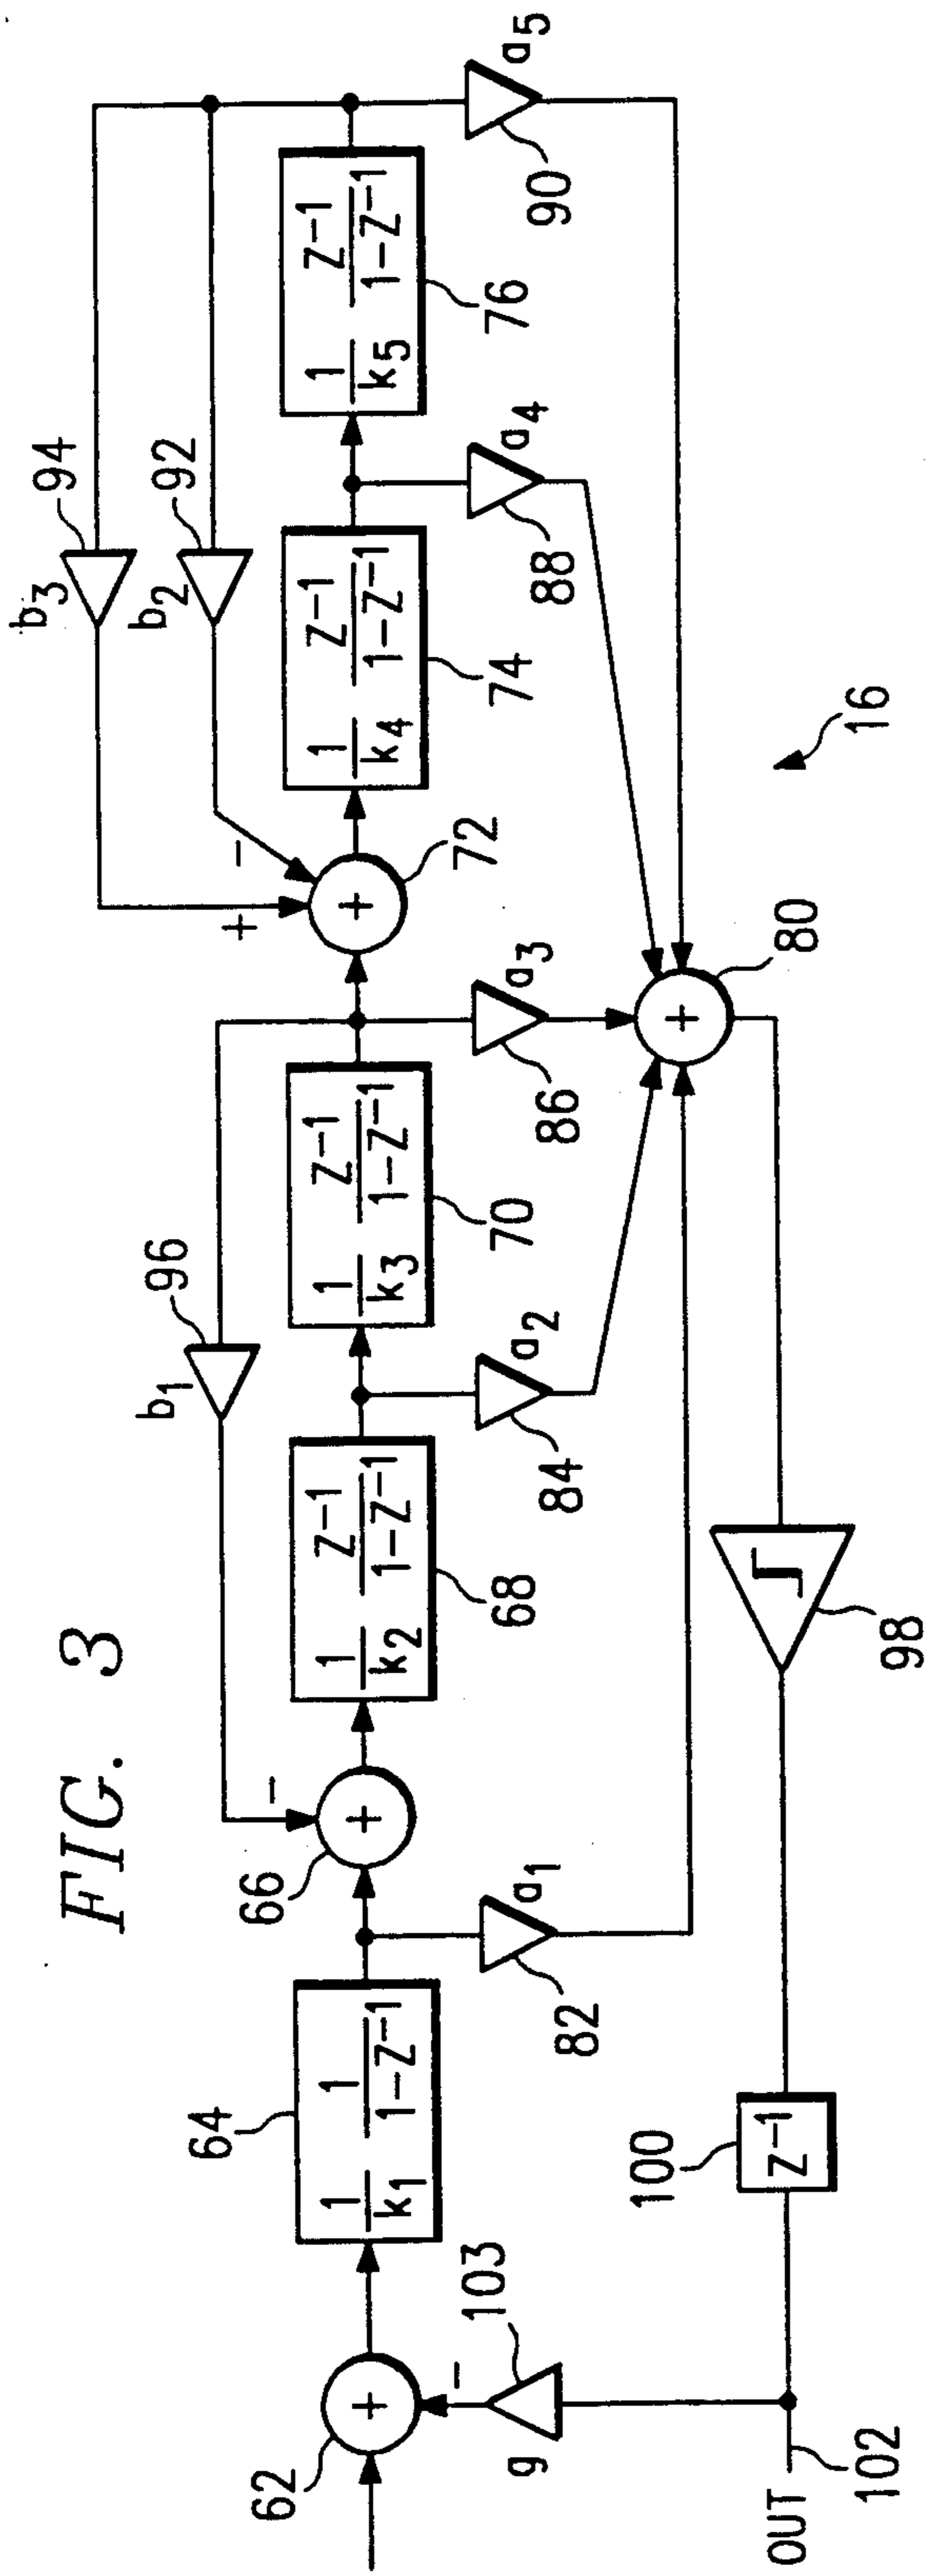 FIG. 3
b₁ 96
b₃ 94
b₂ 92
62
64
1/k₁ 1/1−Z⁻¹
66
1/k₂ Z⁻¹/1−Z⁻¹
68
1/k₃ Z⁻¹/1−Z⁻¹
70
+
−
−
72
1/k₄ Z⁻¹/1−Z⁻¹
74
1/k₅ Z⁻¹/1−Z⁻¹
76
+ + +
−
g 103
82 a₁
84 a₂
86 a₃
88 a₄
90 a₅
+
80
16
100
Z⁻¹
98
OUT
102